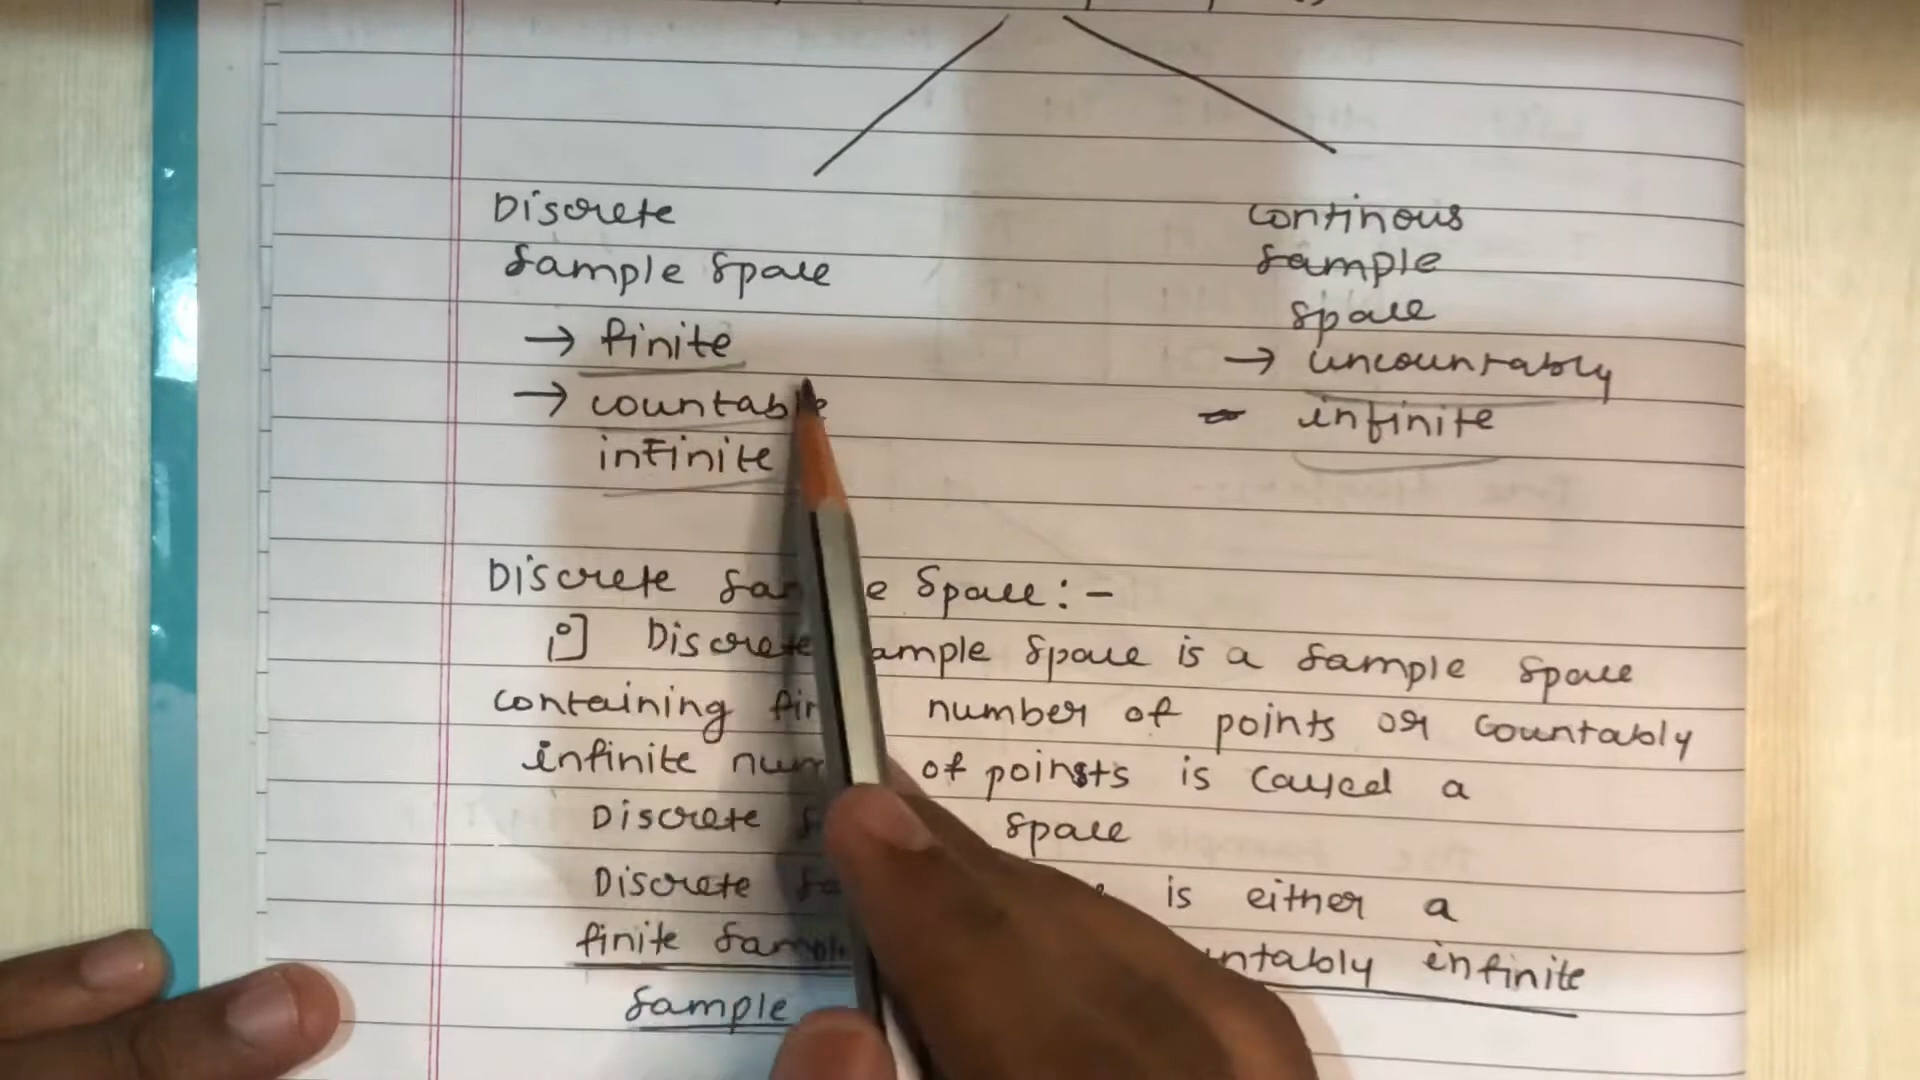 Discrete
Sample Space
→ finite
→ countable
infinite
Continous
Sample
Space
→ uncountably
infinite
Discrete Space:-
i] Discrete ample Space is a Sample Space
containing number of points or countably
infinite of points is called a
Discrete space
Discrete is either a
finite Sample infinite
Sample